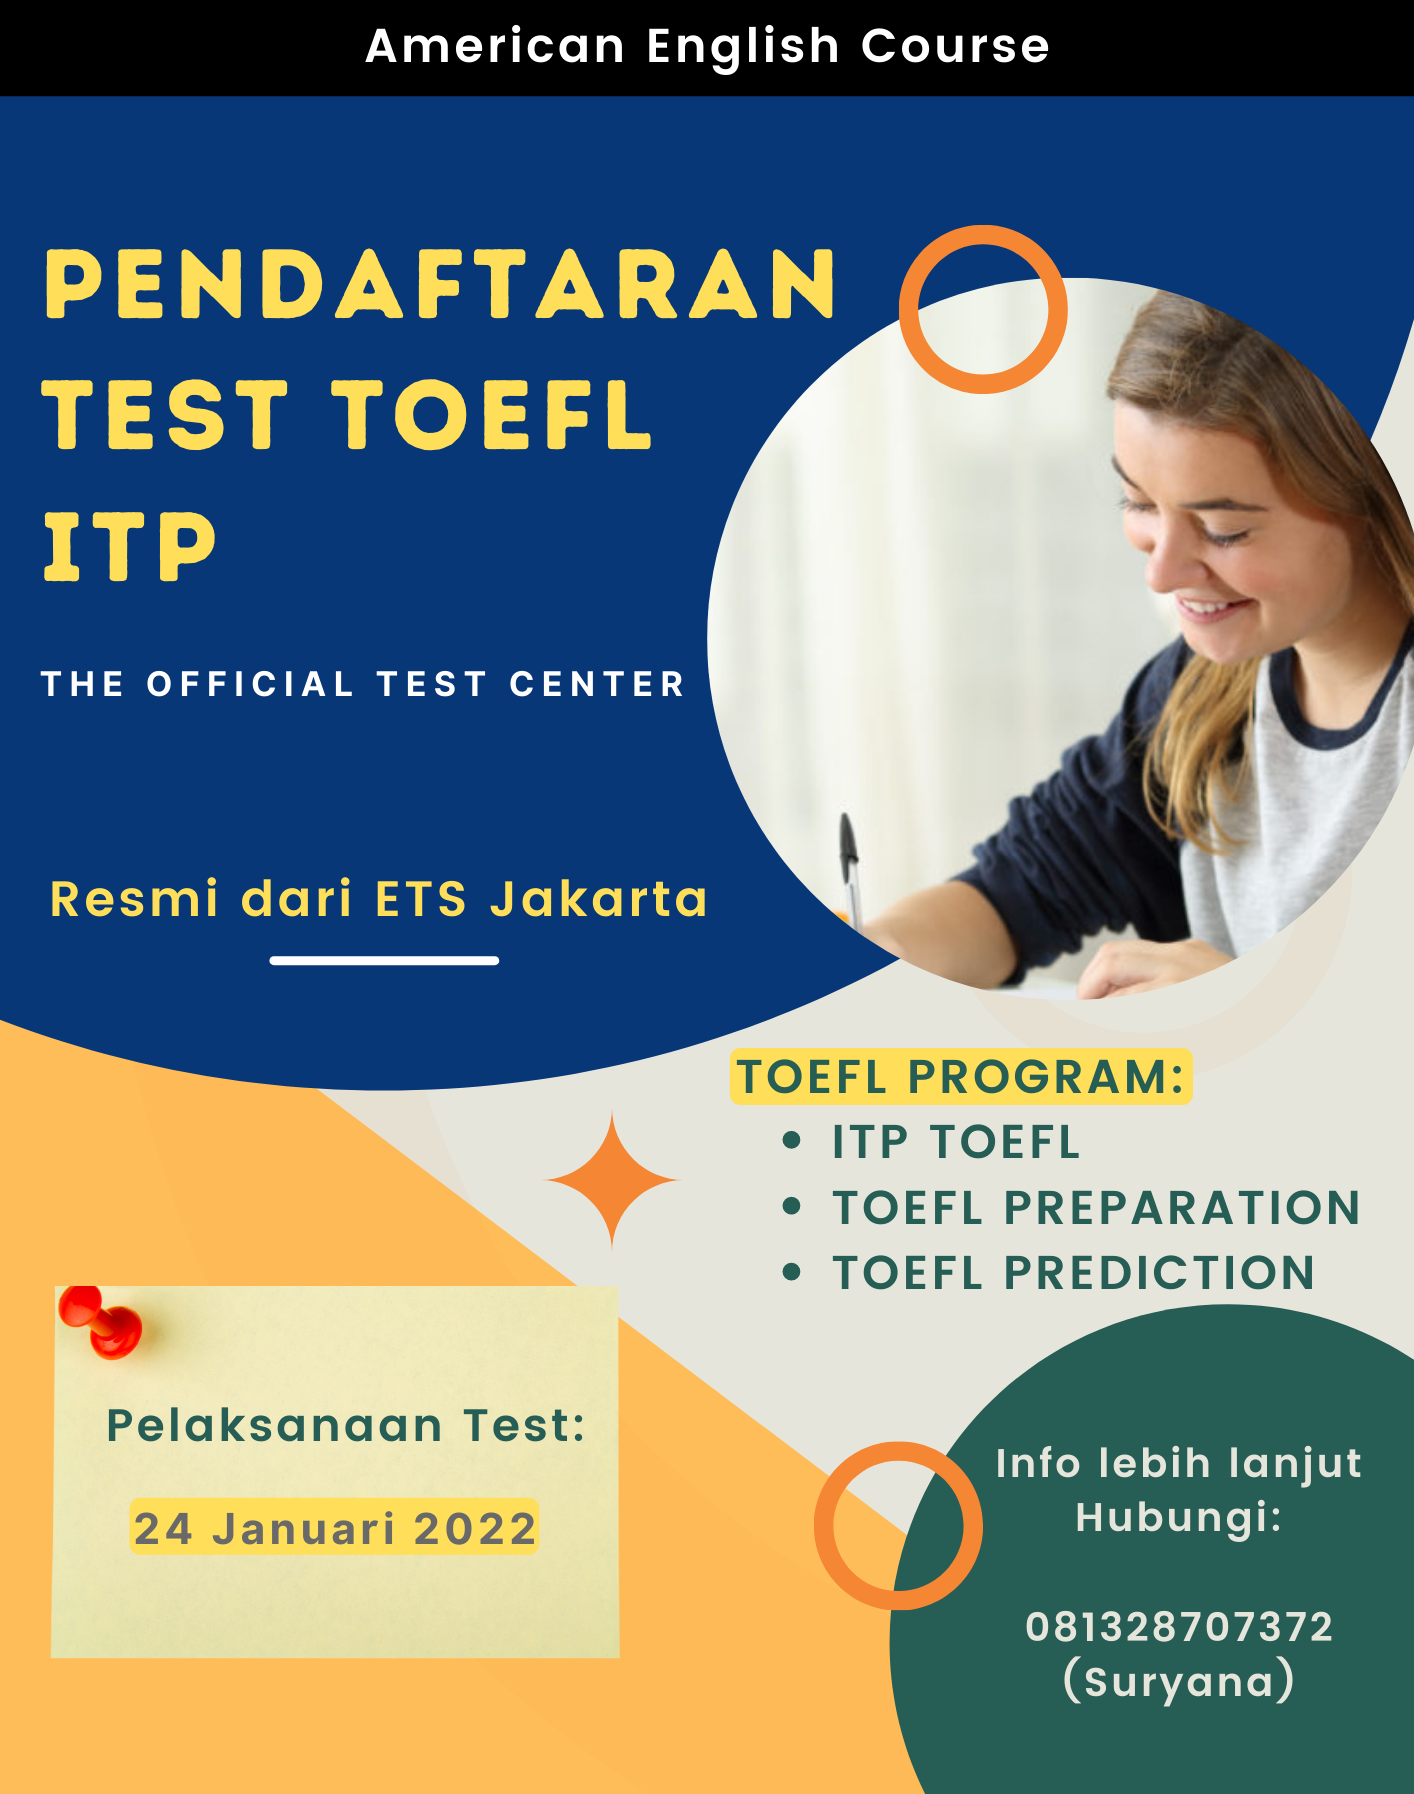 American English Course
PENDAFTARAN
TEST TOEFL
ITP
THE OFFICIAL TEST CENTER
Resmi dari ETS Jakarta
TOEFL PROGRAM:
• ITP TOEFL
• TOEFL PREPARATION
• TOEFL PREDICTION
Pelaksanaan Test:
24 Januari 2022
Info lebih lanjut
Hubungi:
081328707372
(Suryana)